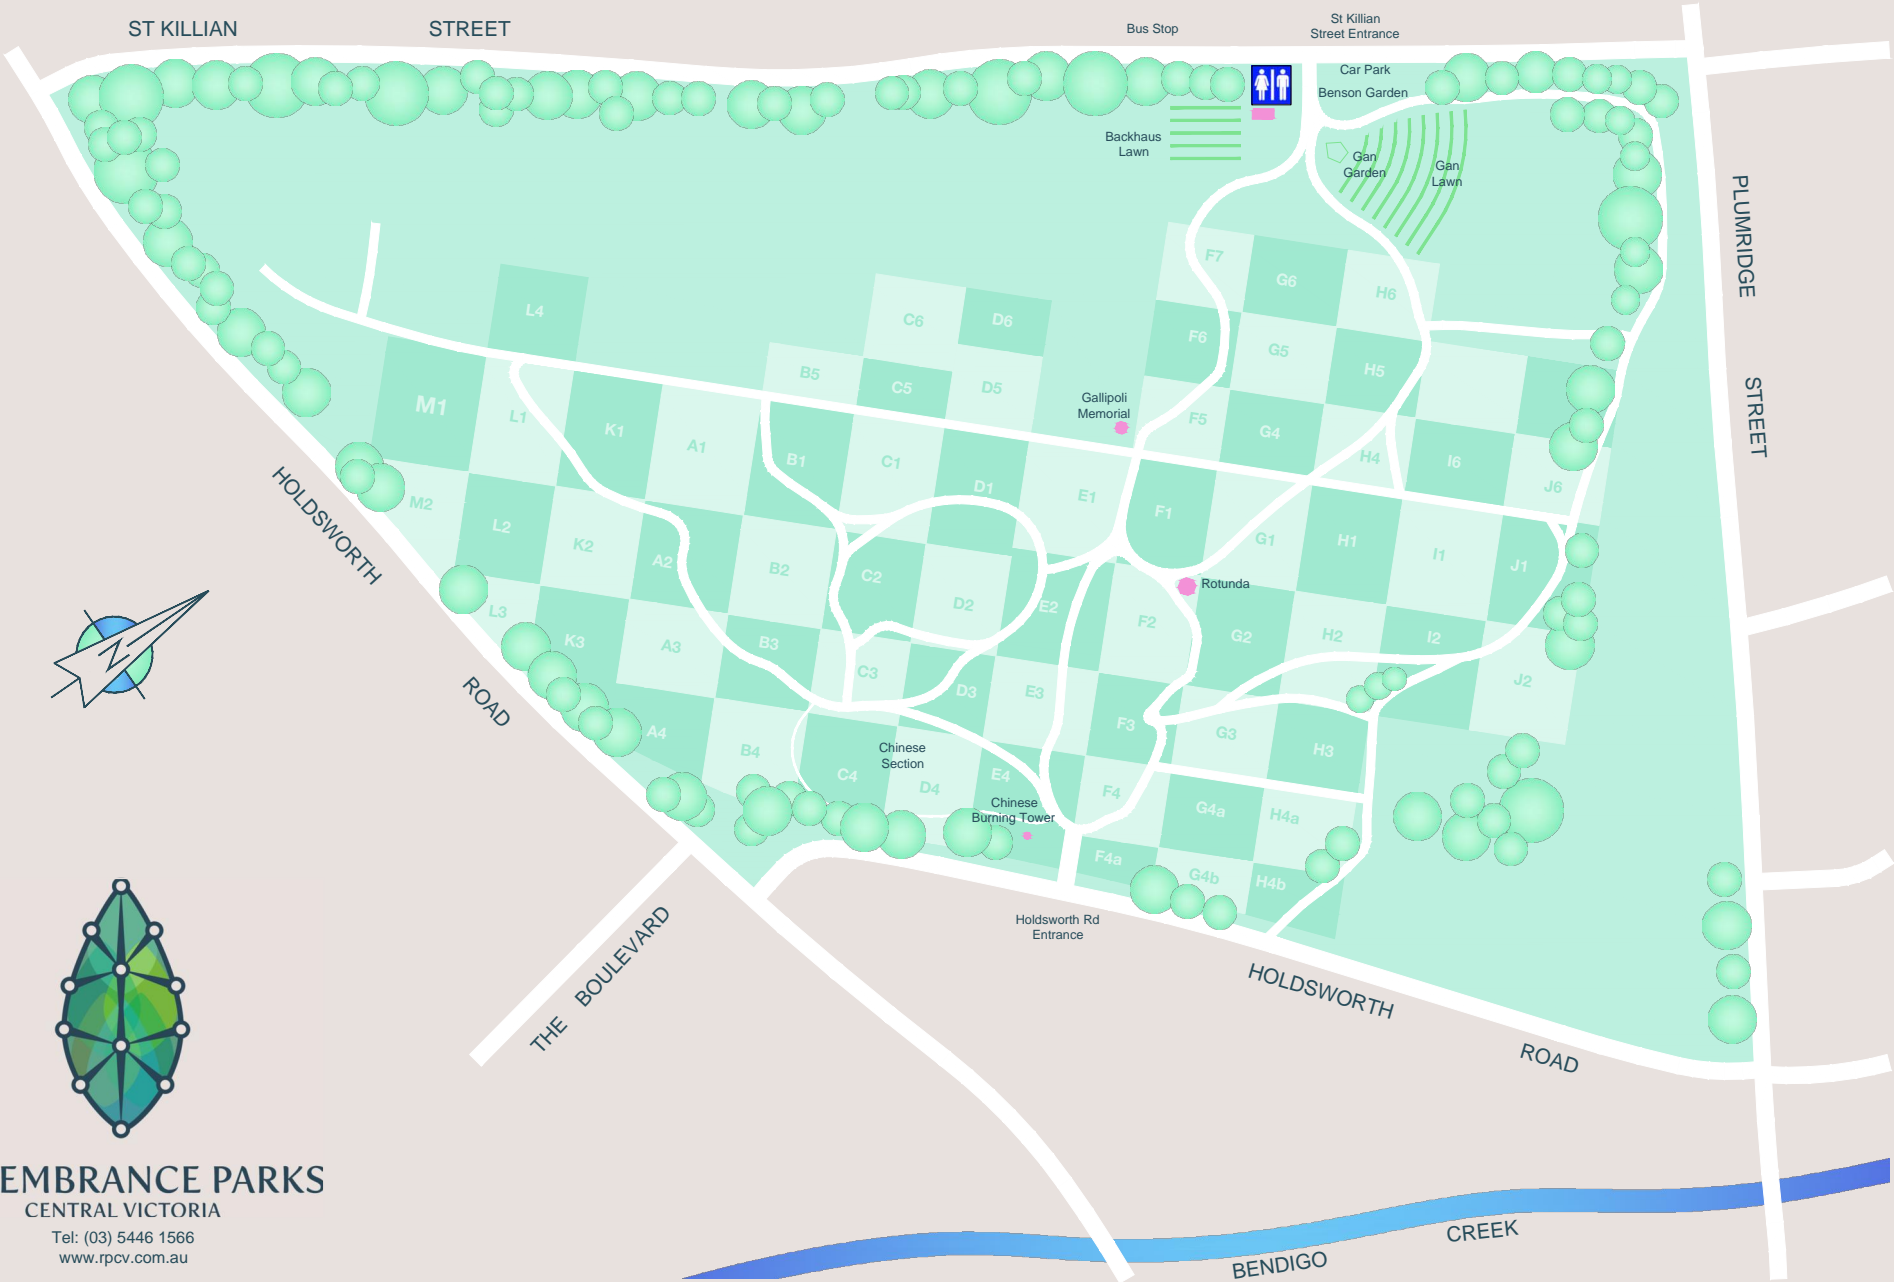 ST KILLIAN STREET
Bus Stop
St Killian
Street Entrance
Car Park
Benson Garden
Backhaus
Lawn
Gan
Garden
Gan
Lawn
PLUMRIDGE STREET
F7
G6
H6
L4
C6
D6
F6
G5
H5
B5
C5
D5
Gallipoli
Memorial
M1
L1
K1
A1
B1
C1
D1
E1
F5
G4
H4
I6
J6
HOLDSWORTH ROAD
M2
L2
K2
A2
B2
C2
D2
E2
F1
G1
H1
I1
J1
Rotunda
L3
K3
A3
B3
C3
D3
E3
F2
G2
H2
I2
J2
A4
B4
C4
Chinese
Section
D4
E4
F3
G3
H3
Chinese
Burning Tower
F4
G4a
H4a
F4a
G4b
H4b
Holdsworth Rd
Entrance
THE BOULEVARD
HOLDSWORTH ROAD
N
EMBRANCE PARKS
CENTRAL VICTORIA
Tel: (03) 5446 1566
www.rpcv.com.au
BENDIGO CREEK